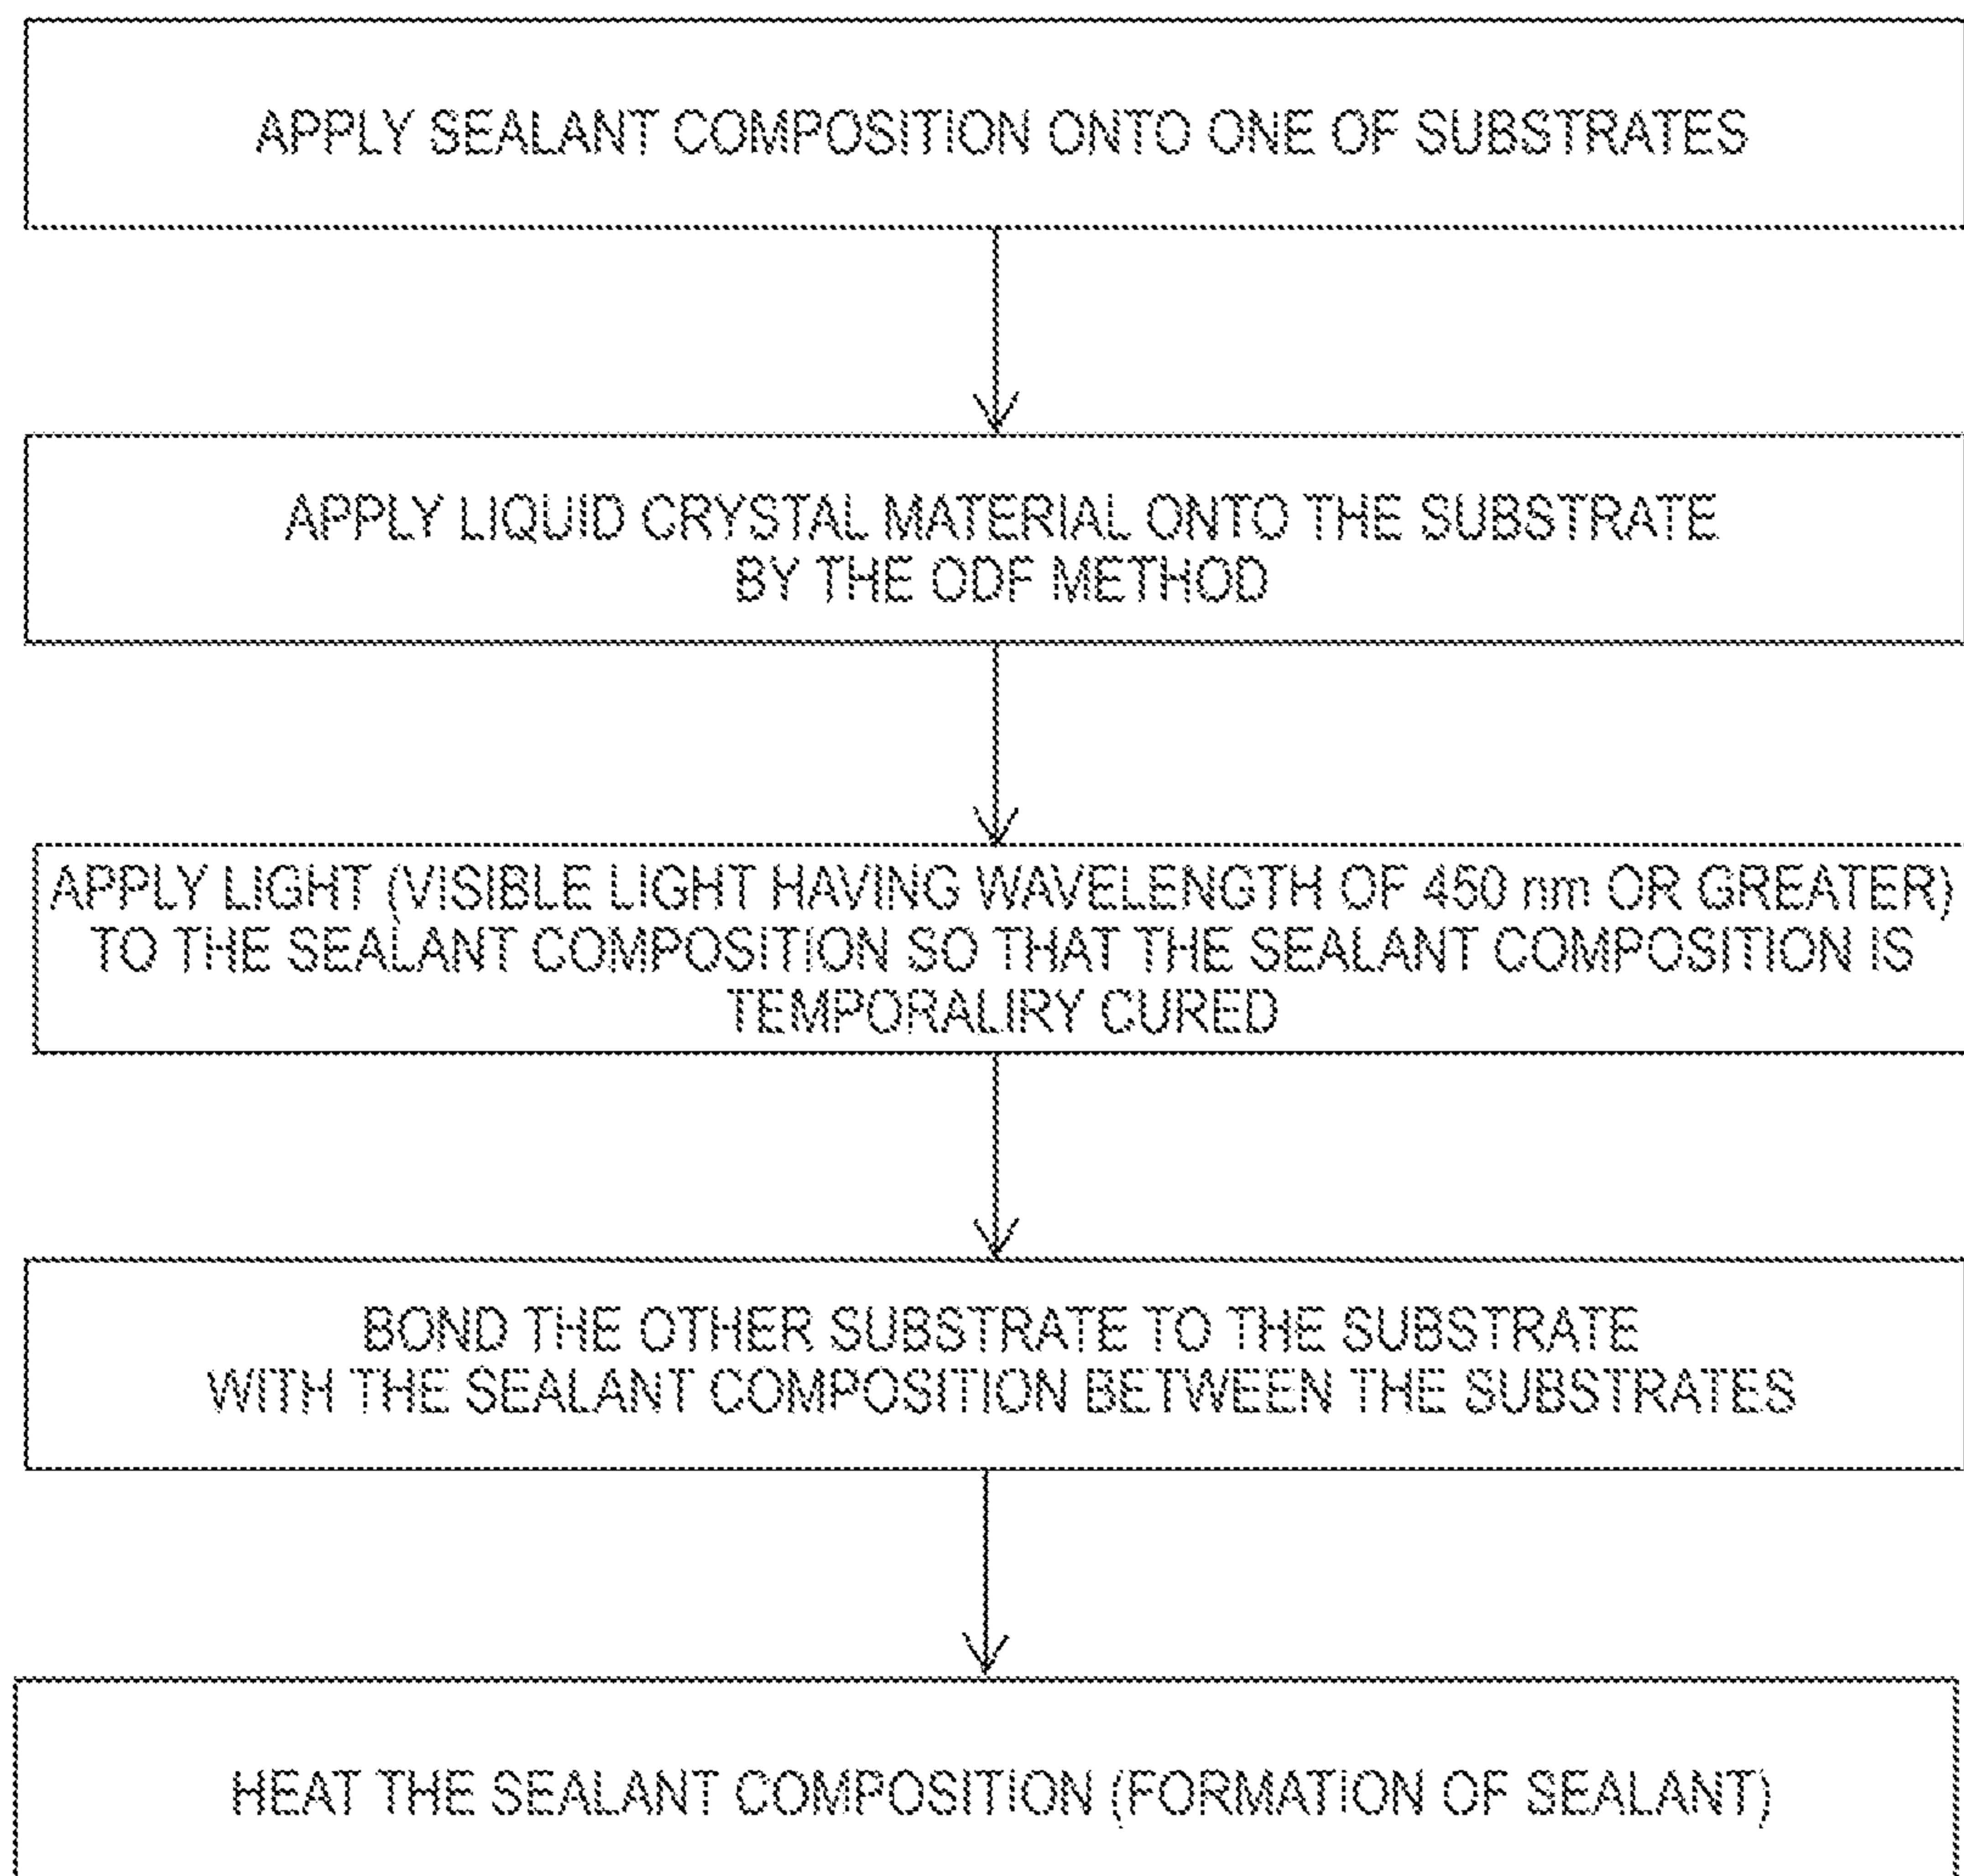 APPLY SEALANT COMPOSITION ONTO ONE OF SUBSTRATES
APPLY LIQUID CRYSTAL MATERIAL ONTO THE SUBSTRATE
BY THE ODF METHOD
APPLY LIGHT (VISIBLE LIGHT HAVING WAVELENGTH OF 450 nm OR GREATER)
TO THE SEALANT COMPOSITION SO THAT THE SEALANT COMPOSITION IS
TEMPORALIRY CURED
BOND THE OTHER SUBSTRATE TO THE SUBSTRATE
WITH THE SEALANT COMPOSITION BETWEEN THE SUBSTRATES
HEAT THE SEALANT COMPOSITION (FORMATION OF SEALANT)